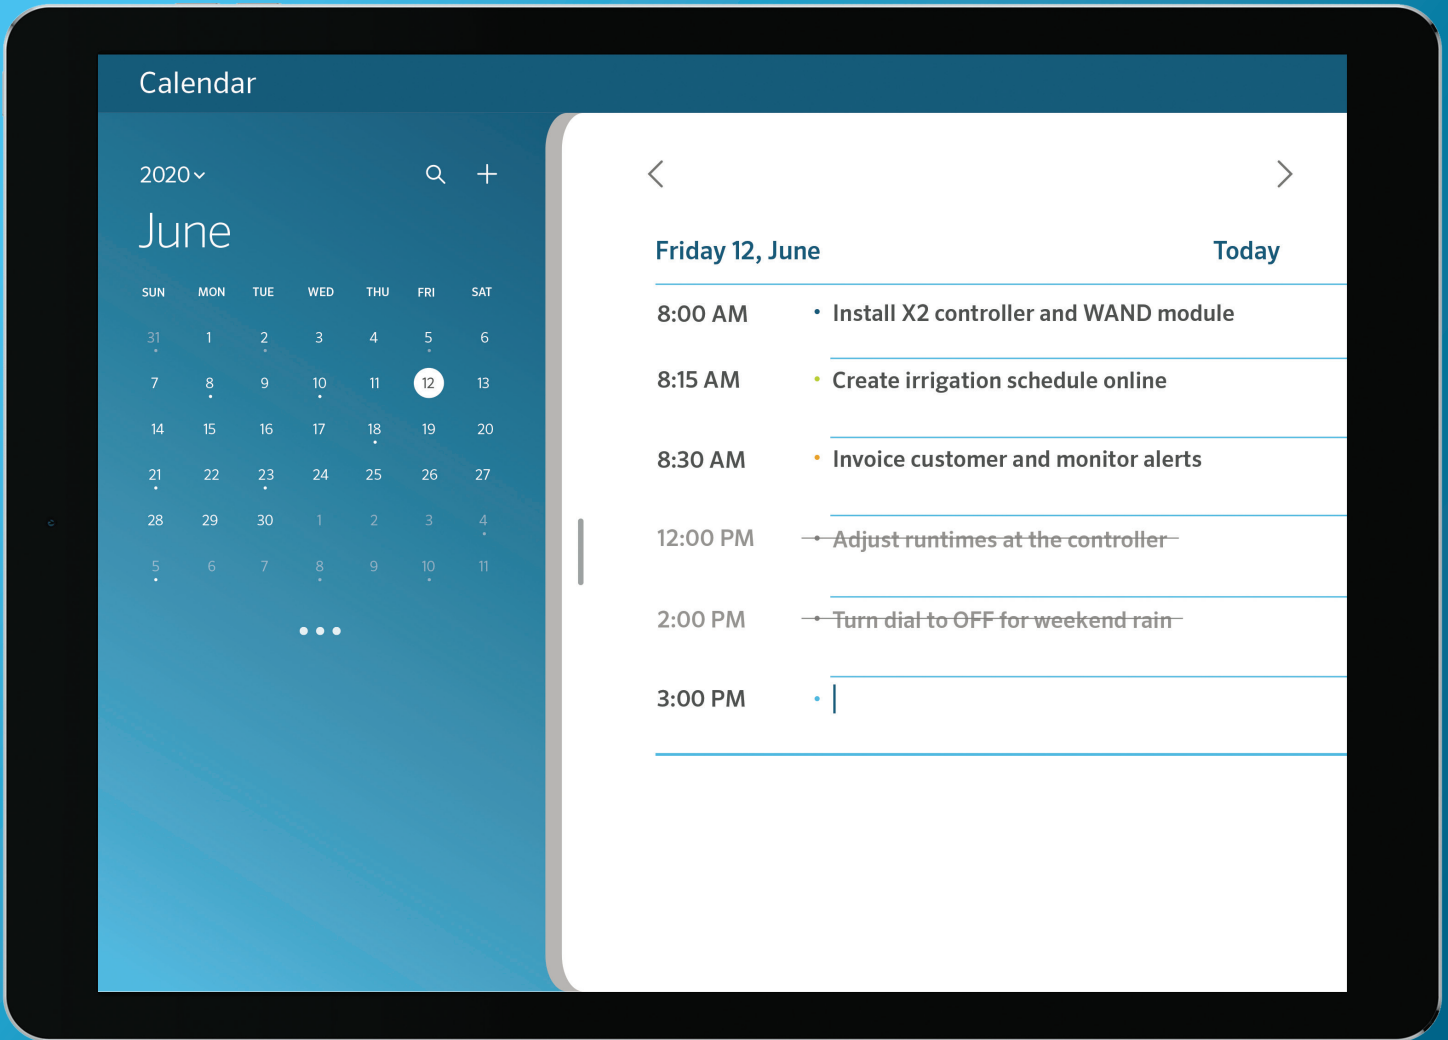 Calendar
2020
June
SUN MON TUE WED THU FRI SAT
31 1 2 3 4 5 6
7 8 9 10 11 12 13
14 15 16 17 18 19 20
21 22 23 24 25 26 27
28 29 30 1 2 3 4
5 6 7 8 9 10 11
Friday 12, June Today
8:00 AM • Install X2 controller and WAND module
8:15 AM • Create irrigation schedule online
8:30 AM • Invoice customer and monitor alerts
12:00 PM • Adjust runtimes at the controller
2:00 PM • Turn dial to OFF for weekend rain
3:00 PM •